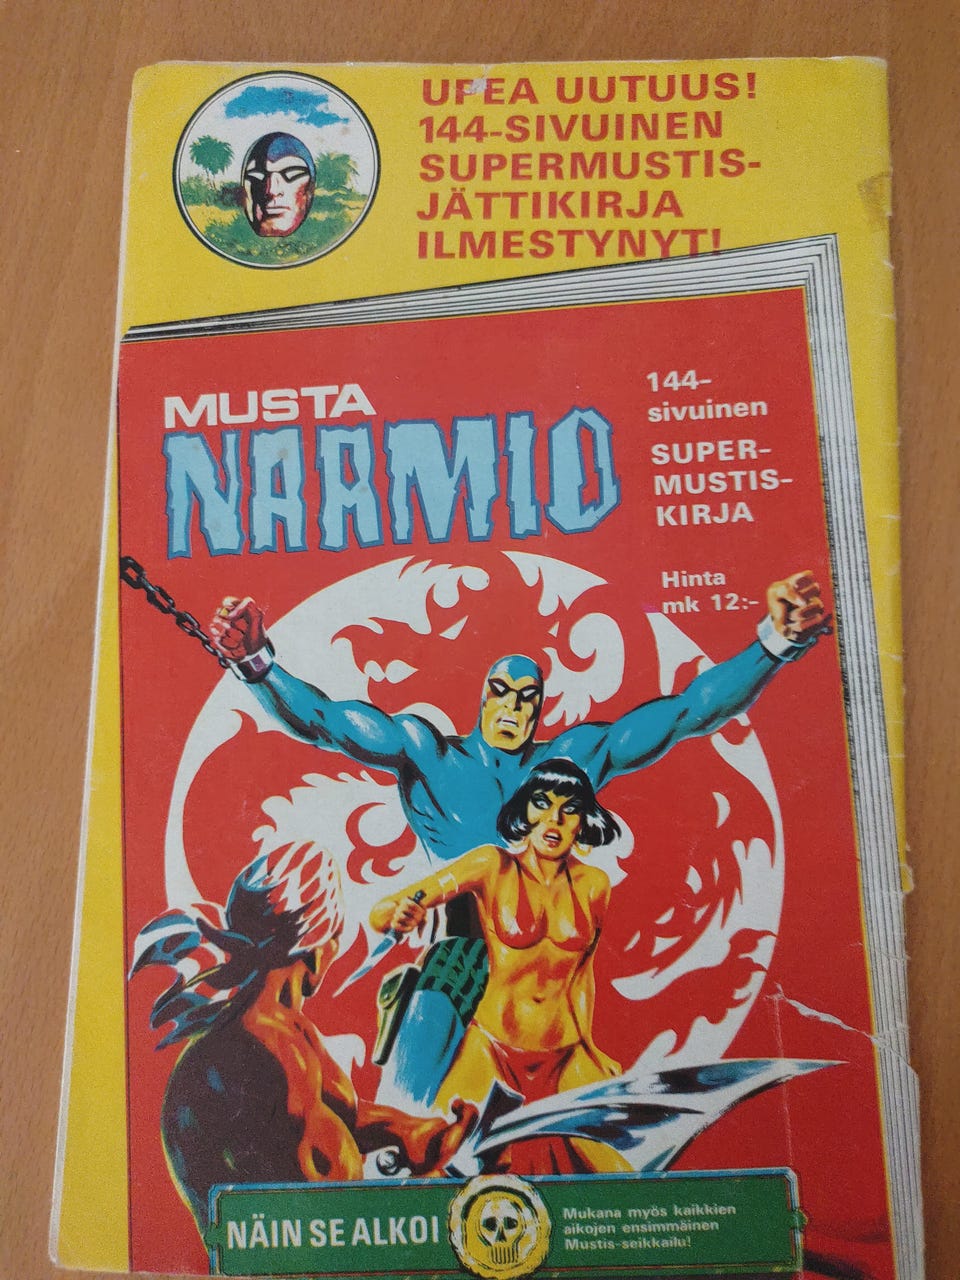 UPEA UUTUUS!
144-SIVUINEN
SUPERMUSTIS-
JÄTTIKIRJA
ILMESTYNYT!
MUSTA
NAAMIO
144-
sivuinen
SUPER-
MUSTIS-
KIRJA
Hinta
mk 12:-
NÄIN SE ALKOI
Mukana myös kaikkien
aikojen ensimmäinen
Mustis-seikkailu!